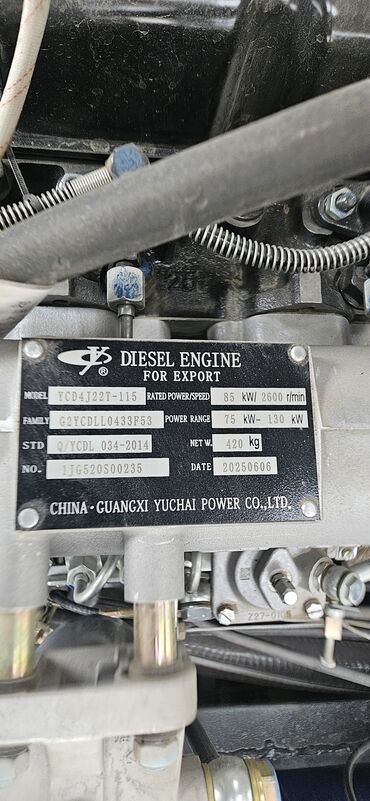 ® DIESEL ENGINE
FOR EXPORT
MODEL YCD4J22T-115 RATED POWER/SPEED 85 kW/ 2600 r/min
FAMILY G2YCDLL0433F53 POWER RANGE 75 kW- 130 kW
STD Q/YCDL 034-2014 NET W. 420 kg
NO. 1JG520S00235 DATE 20250606
CHINA·GUANGXI YUCHAI POWER CO.,LTD.